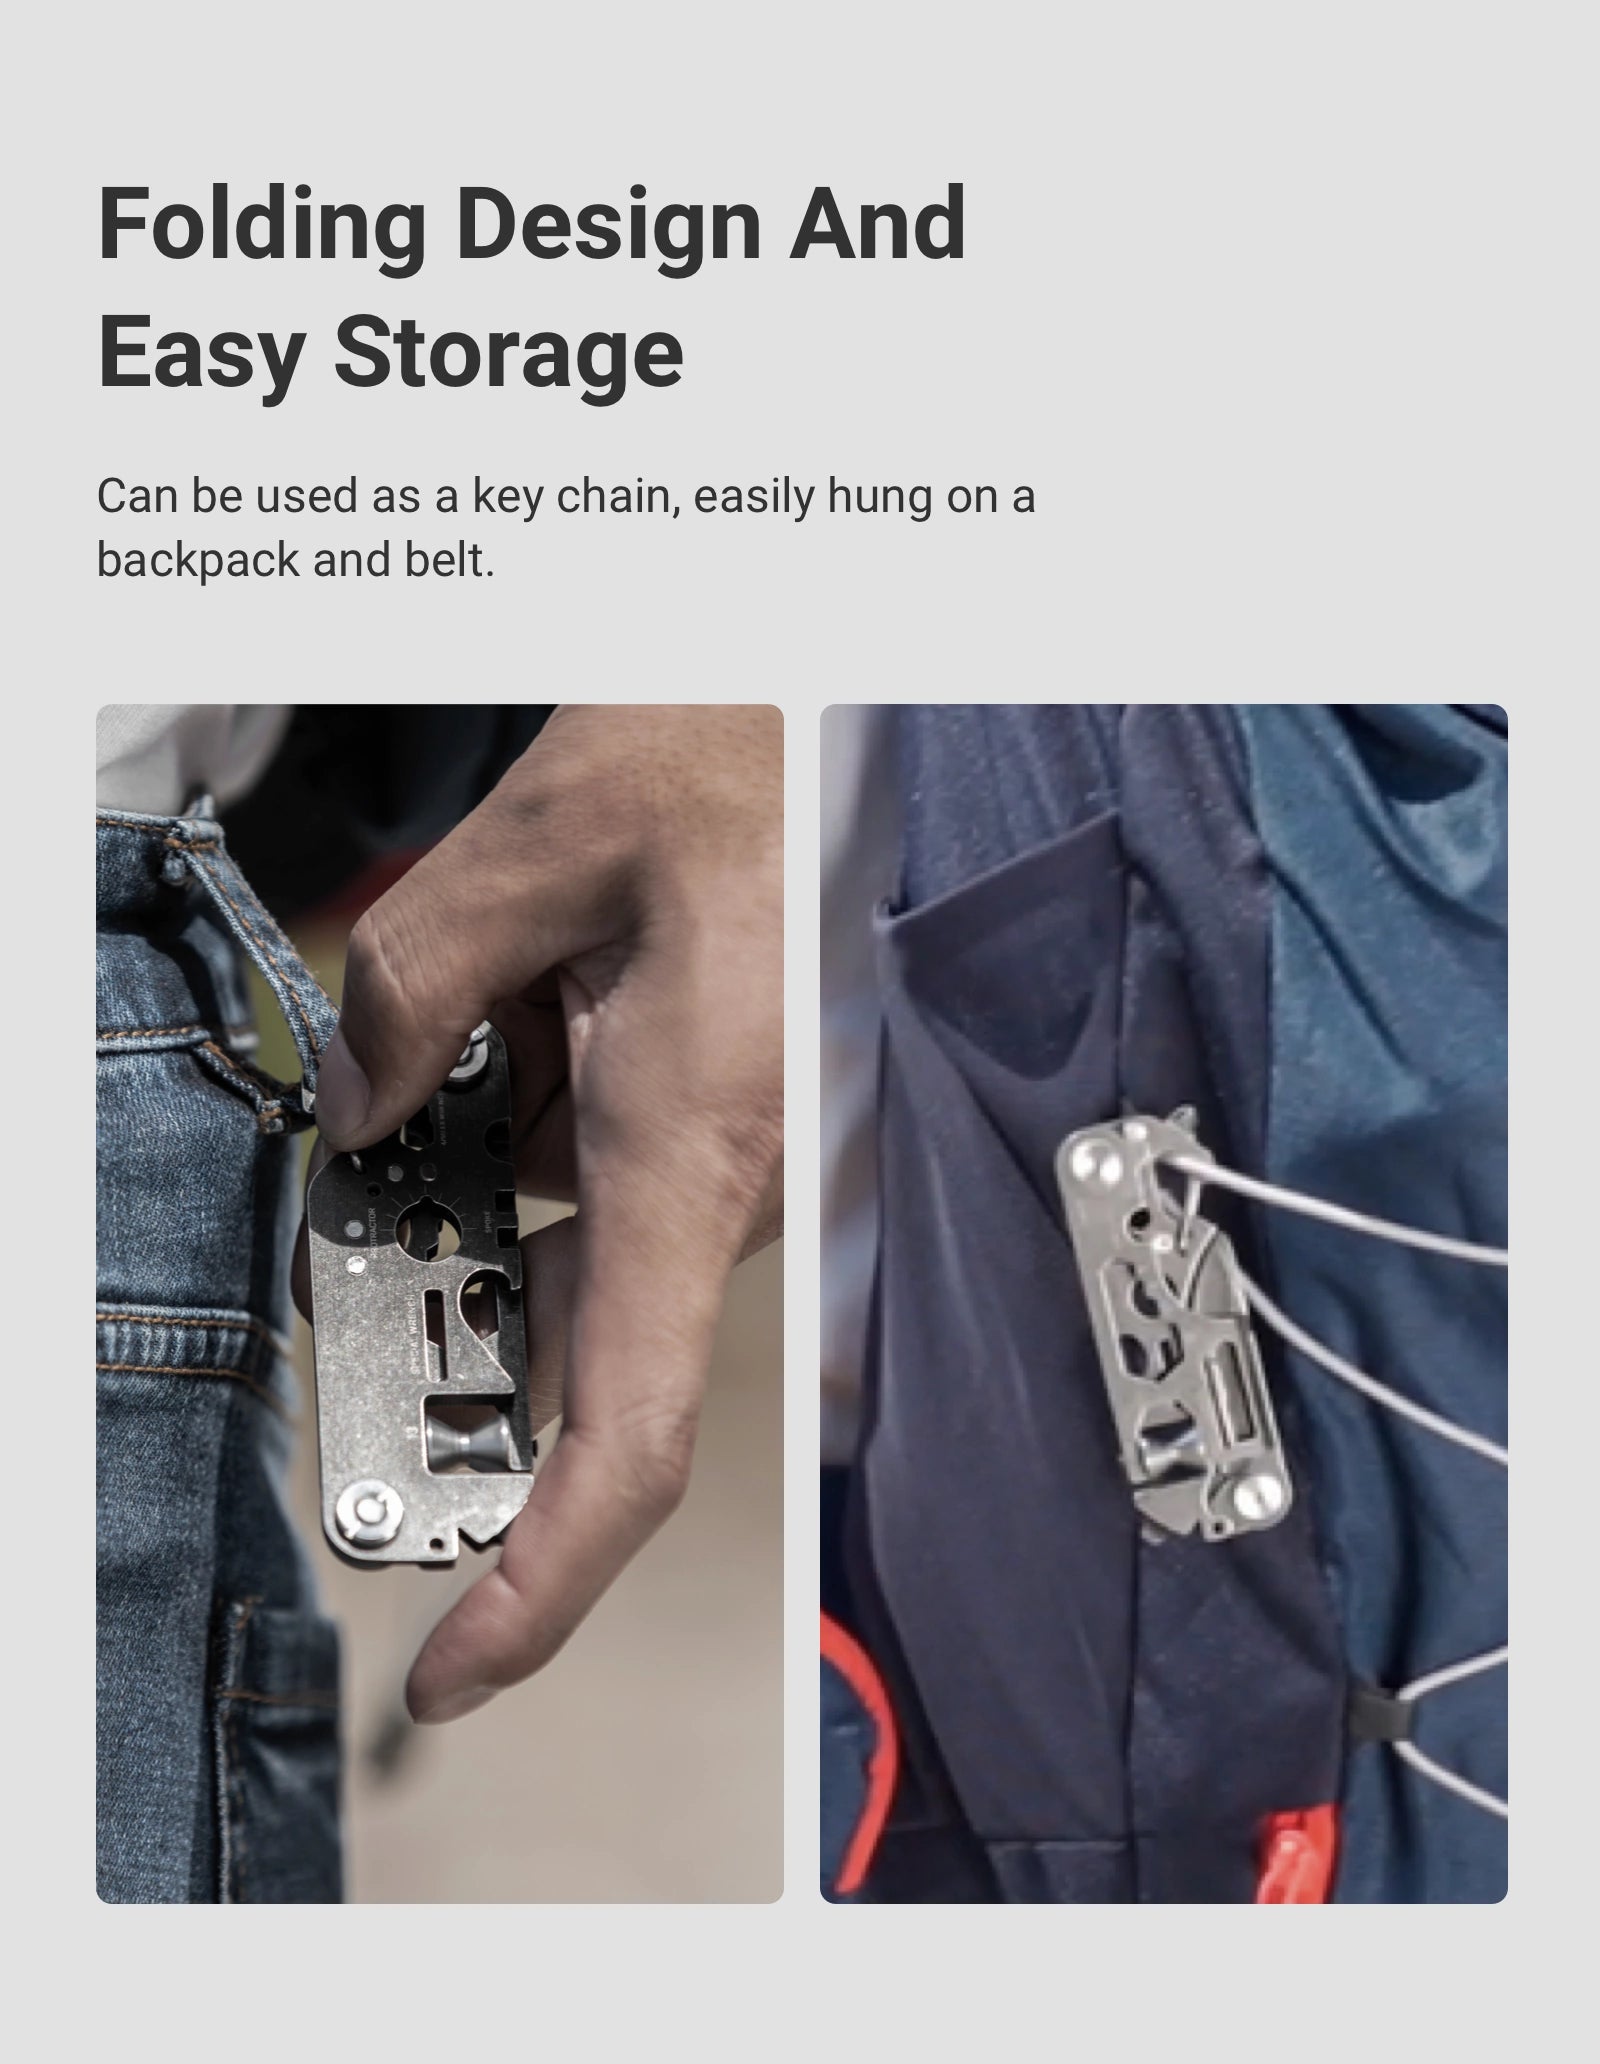 Folding Design And
Easy Storage
Can be used as a key chain, easily hung on a
backpack and belt.
PROTRACTOR
SPOKE
SPECIAL WRENCH
13